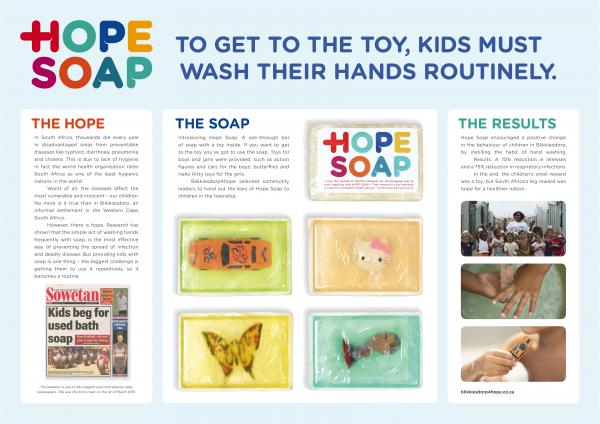 HOPE
SOAP
TO GET TO THE TOY, KIDS MUST
WASH THEIR HANDS ROUTINELY.
THE HOPE
In South Africa, thousands die every year
in disadvantaged areas from preventable
diseases like typhoid, diarrhoea, pneumonia
and cholera. This is due to lack of hygiene.
In fact the world health organisation rates
South Africa as one of the least hygienic
nations in the world.
Worst of all, the diseases affect the
most vulnerable and innocent - our children.
No more is it true then in Blikkiesdorp, an
informal settlement in the Western Cape,
South Africa.
However, there is hope. Research has
shown that the simple act of washing hands
frequently with soap, is the most effective
way of preventing the spread of infection
and deadly disease. But providing kids with
soap is one thing – the biggest challenge is
getting them to use it repetitively, so it
becomes a routine.
Sowetan
Kids beg for
used bath
soap
THE SOAP
Introducing Hope Soap. A see-through bar
of soap with a toy inside. If you want to get
to the toy you've got to use the soap. Toys for
boys and girls were provided, such as action
figures and cars for the boys; butterflies and
Hello Kitty toys for the girls.
Blikkiesdorp4hope selected community
leaders to hand out the bars of Hope Soap to
children in the township.
HOPE
SOAP
THE RESULTS
Hope Soap encouraged a positive change
in the behaviour of children in Blikkiesdorp,
by instilling the habit of hand washing.
Results: A 70% reduction in illnesses
and a 75% reduction in respiratory infections.
In the end, the children's small reward
was a toy, but South Africa's big reward was
hope for a healthier nation.
blikkiesdorp4hope.co.za